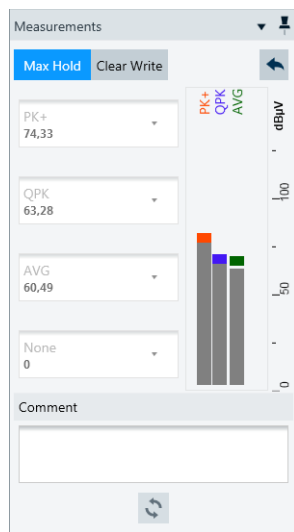 Measurements
Max Hold Clear Write
PK+
74,33
QPK
63,28
AVG
60,49
None
0
PK+
QPK
AVG
dBµV
100
50
0
Comment